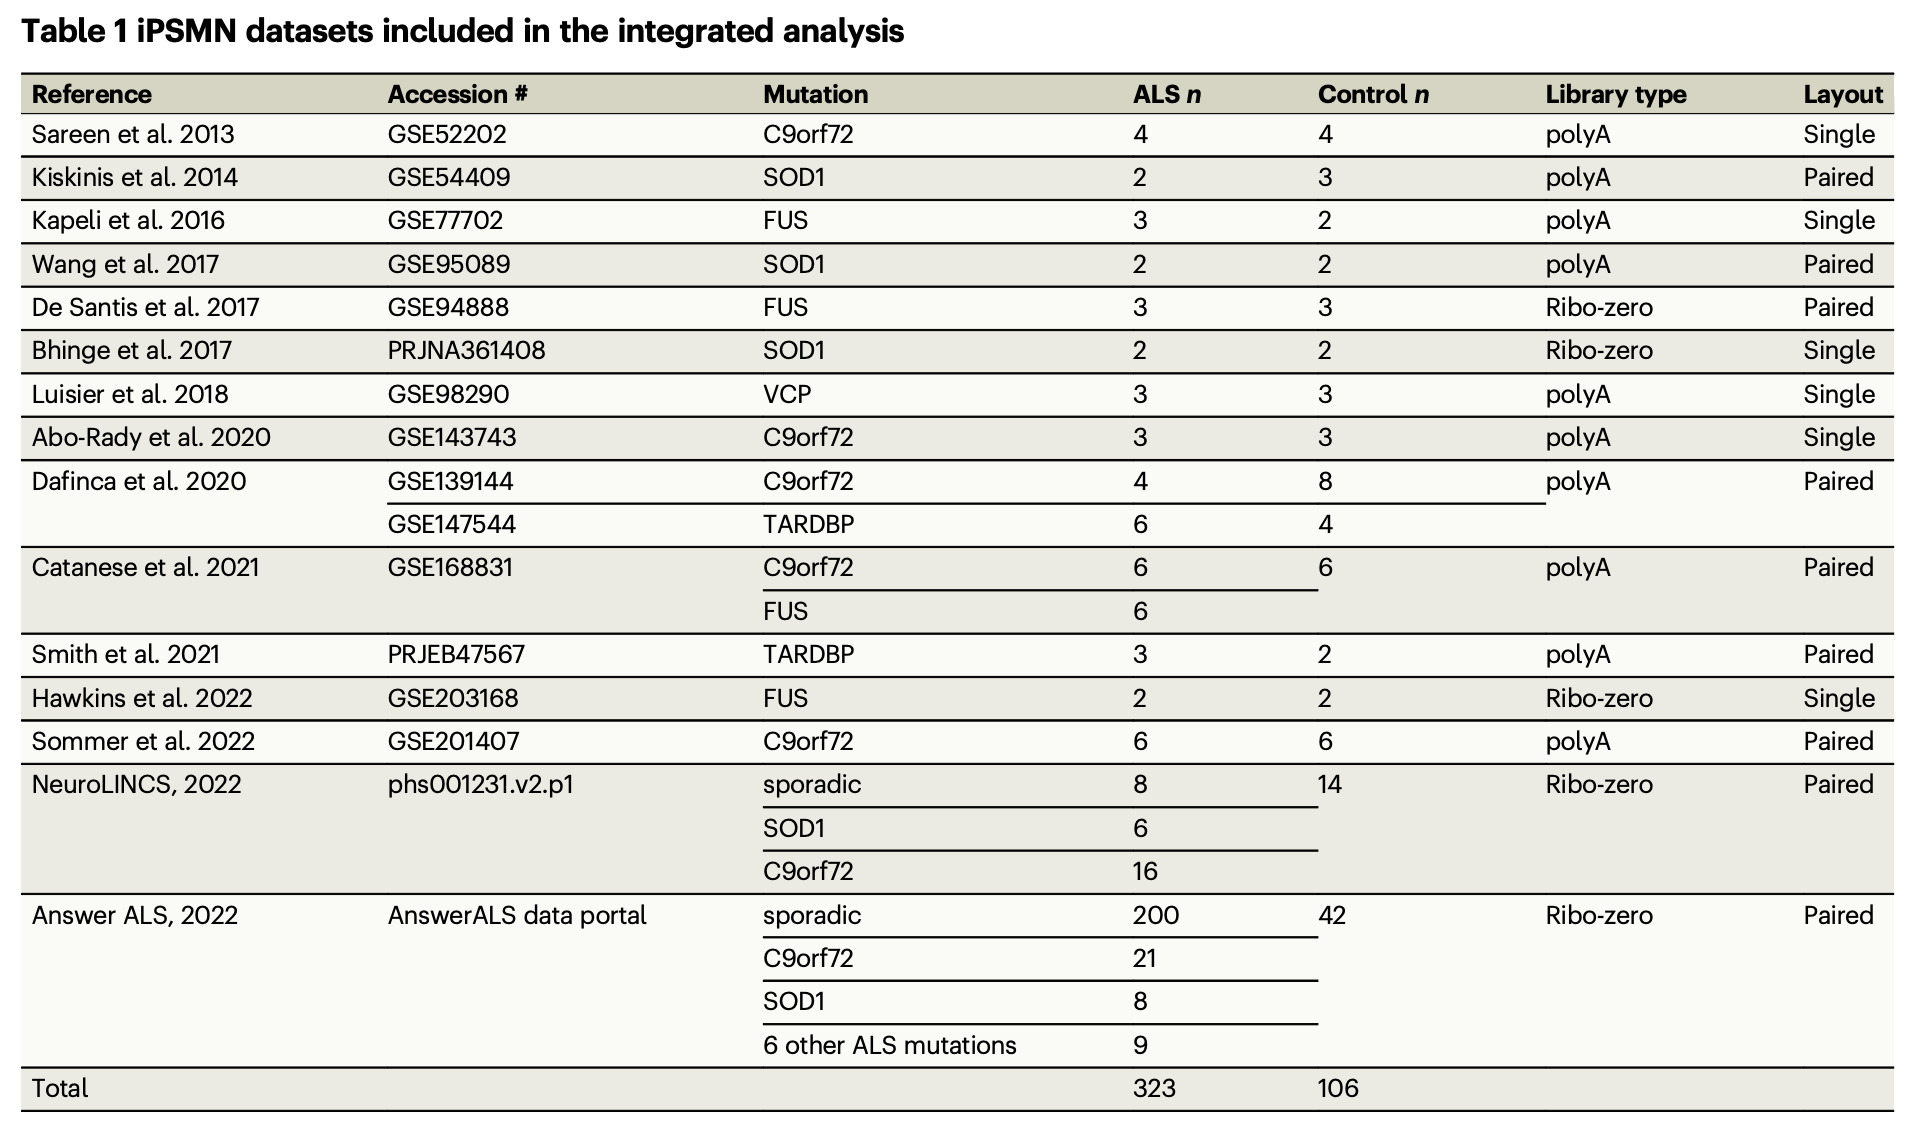 Table 1 iPSMN datasets included in the integrated analysis
Reference Accession # Mutation ALS n Control n Library type Layout
Sareen et al. 2013 GSE52202 C9orf72 4 4 polyA Single
Kiskinis et al. 2014 GSE54409 SOD1 2 3 polyA Paired
Kapeli et al. 2016 GSE77702 FUS 3 2 polyA Single
Wang et al. 2017 GSE95089 SOD1 2 2 polyA Paired
De Santis et al. 2017 GSE94888 FUS 3 3 Ribo-zero Paired
Bhinge et al. 2017 PRJNA361408 SOD1 2 2 Ribo-zero Single
Luisier et al. 2018 GSE98290 VCP 3 3 polyA Single
Abo-Rady et al. 2020 GSE143743 C9orf72 3 3 polyA Single
Dafinca et al. 2020 GSE139144 C9orf72 4 8 polyA Paired
GSE147544 TARDBP 6 4
Catanese et al. 2021 GSE168831 C9orf72 6 6 polyA Paired
FUS 6
Smith et al. 2021 PRJEB47567 TARDBP 3 2 polyA Paired
Hawkins et al. 2022 GSE203168 FUS 2 2 Ribo-zero Single
Sommer et al. 2022 GSE201407 C9orf72 6 6 polyA Paired
NeuroLINCS, 2022 phs001231.v2.p1 sporadic 8 14 Ribo-zero Paired
SOD1 6
C9orf72 16
Answer ALS, 2022 AnswerALS data portal sporadic 200 42 Ribo-zero Paired
C9orf72 21
SOD1 8
6 other ALS mutations 9
Total 323 106